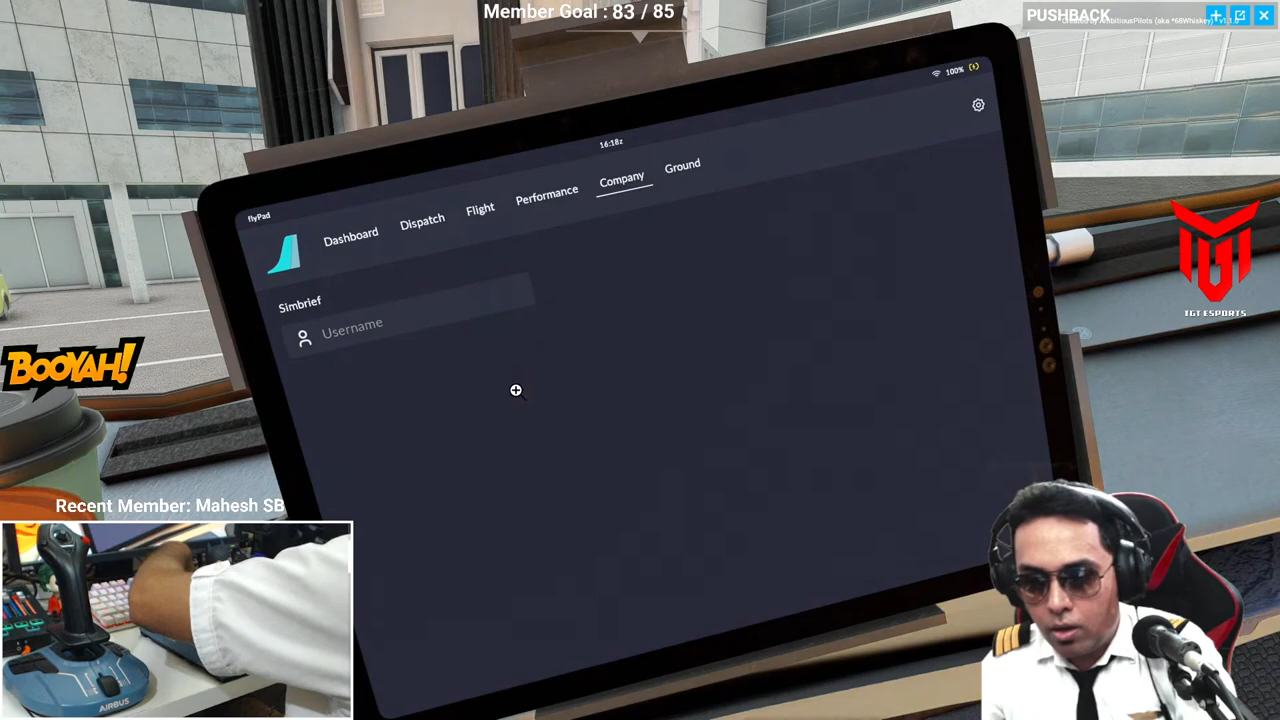 Member Goal : 83 / 85
PUSHBACK
100%
16:18z
flyPad
Dashboard
Dispatch
Flight
Performance
Company
Ground
Simbrief
Username
TGT ESPORTS
BOOYAH!
Recent Member: Mahesh SB
AIRBUS